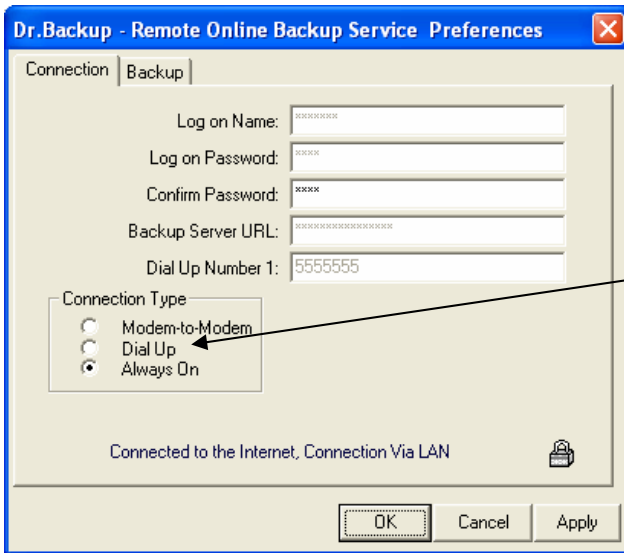 Dr.Backup - Remote Online Backup Service Preferences
Connection Backup
Log on Name: *******
Log on Password: ****
Confirm Password: ****
Backup Server URL: ***************
Dial Up Number 1: 5555555
Connection Type
Modem-to-Modem
Dial Up
Always On
Connected to the Internet, Connection Via LAN
OK Cancel Apply